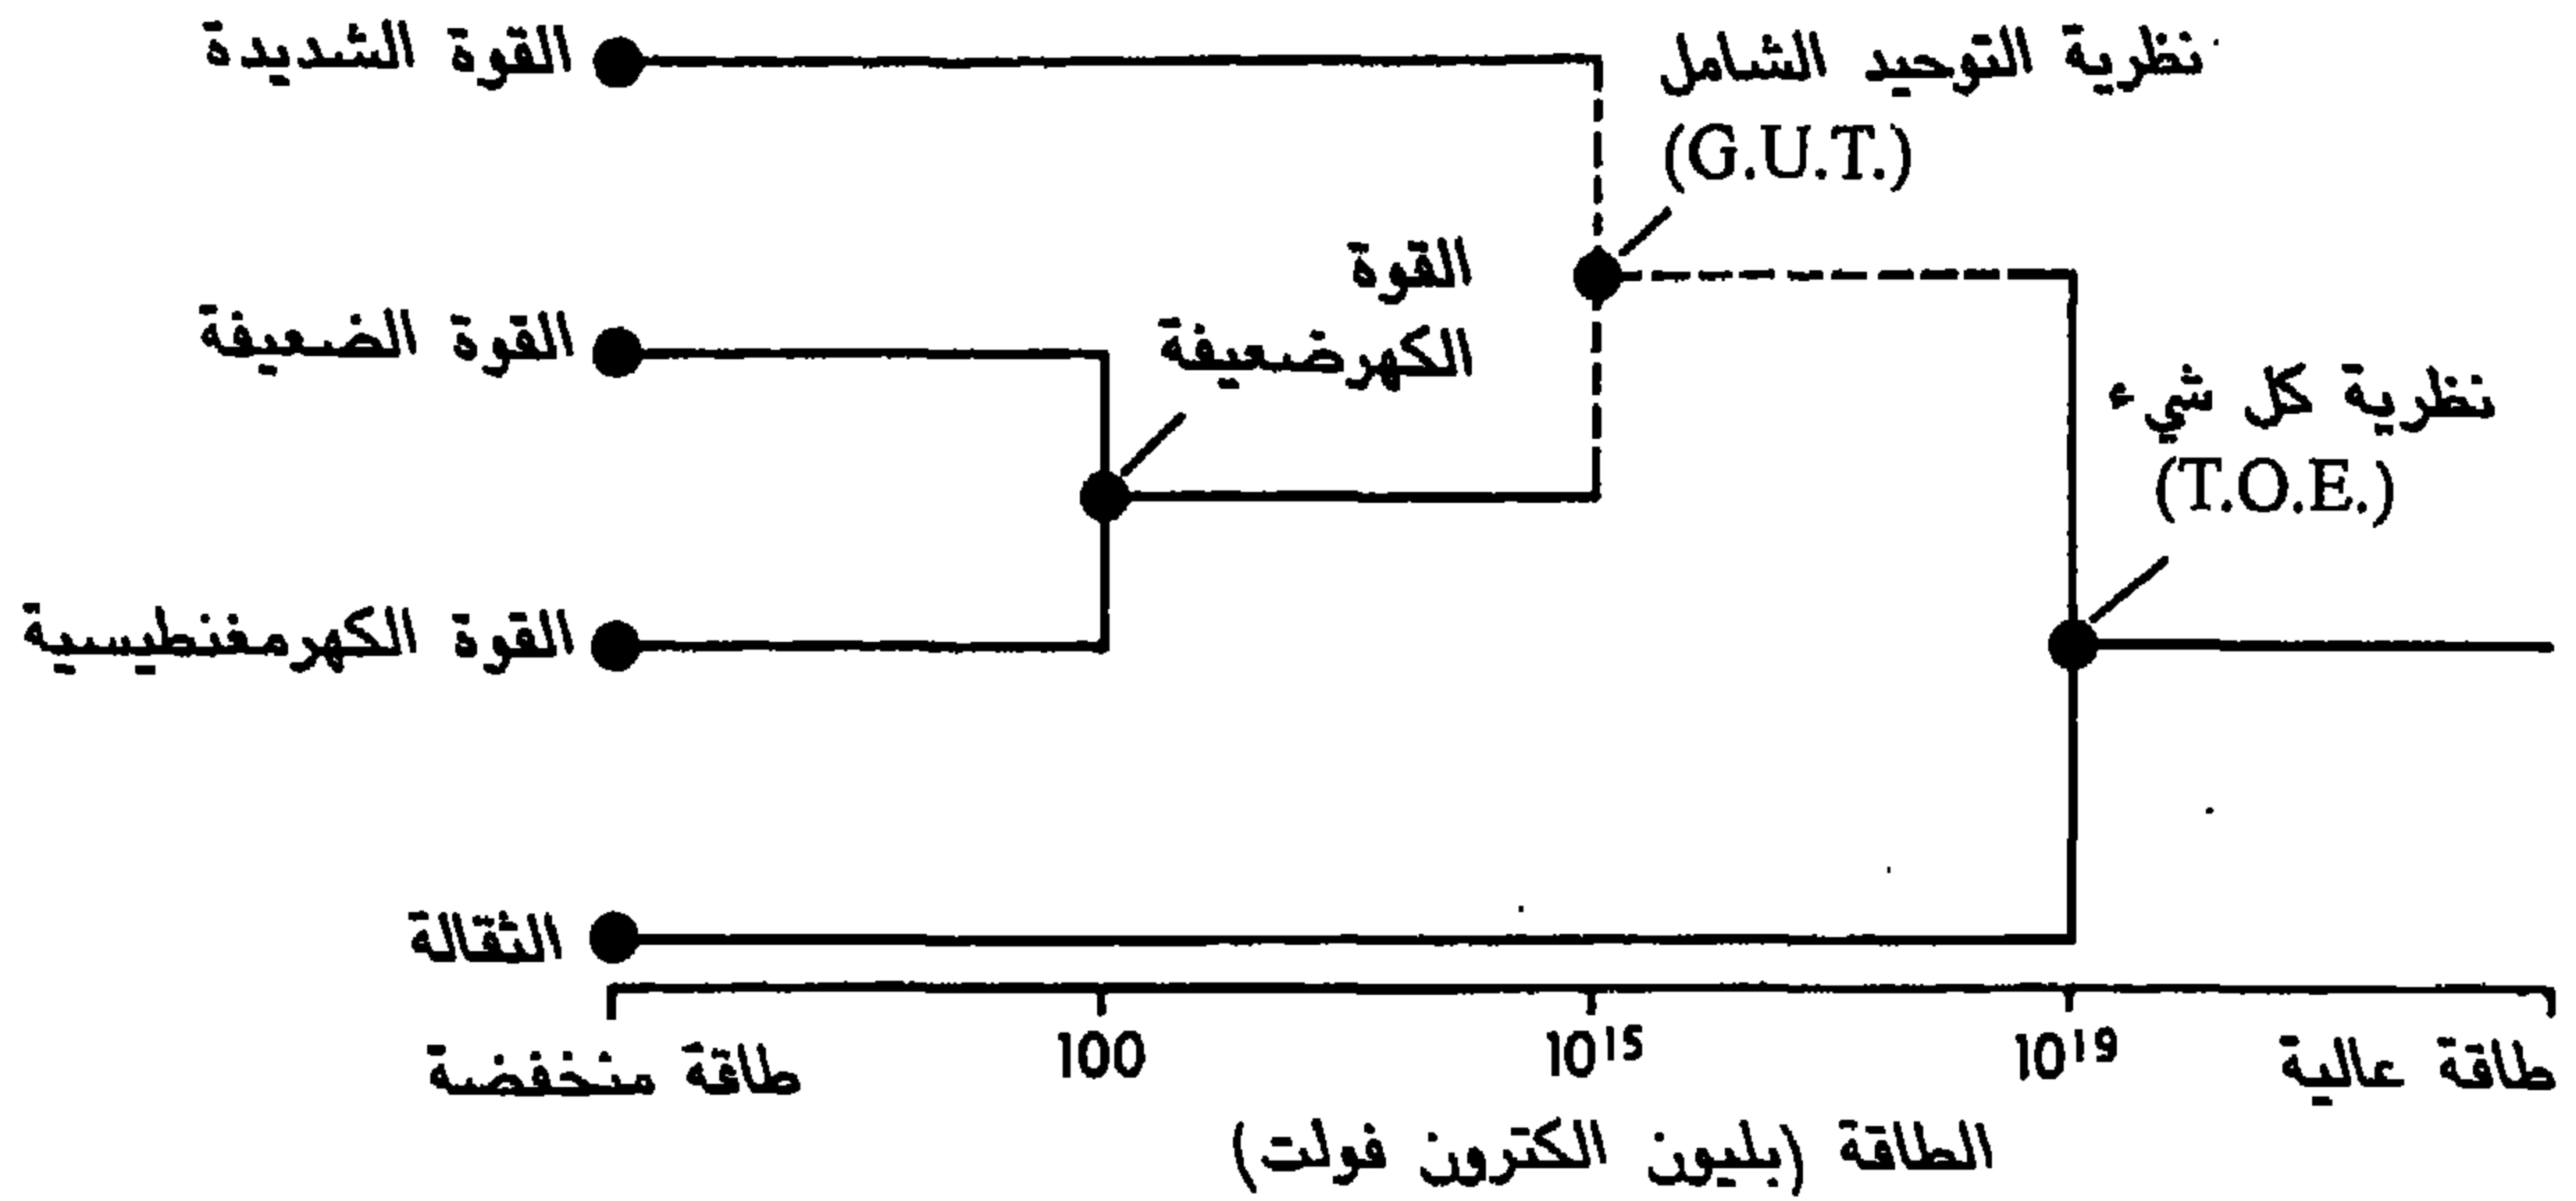 القوة الشديدة
نظرية التوحيد الشامل
(G.U.T.)
القوة
الكهرضعيفة
القوة الضعيفة
نظرية كل شيء
(T.O.E.)
القوة الكهرمغنطيسية
الثقالة
طاقة منخفضة
100
10¹⁵
10¹⁹
طاقة عالية
الطاقة (بليون الكترون فولت)